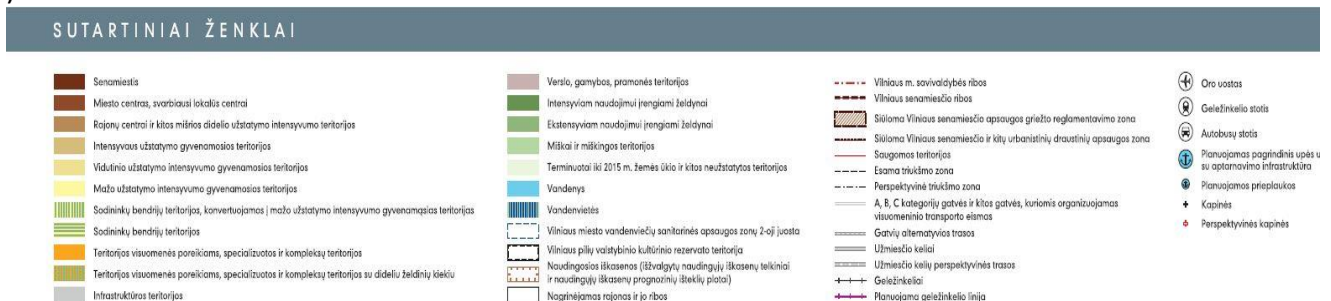 SUTARTINIAI ŽENKLAI
Senamiestis
Miesto centras, svarbiausi lokalūs centrai
Rajonų centrai ir kitos mišrios didelio užstatymo intensyvumo teritorijos
Intensyvaus užstatymo gyvenamosios teritorijos
Vidutinio užstatymo intensyvumo gyvenamosios teritorijos
Mažo užstatymo intensyvumo gyvenamosios teritorijos
Sodininkų bendrijų teritorijos, konvertuojamos į mažo užstatymo intensyvumo gyvenamąsias teritorijas
Sodininkų bendrijų teritorijos
Teritorijos visuomenės poreikiams, specializuotos ir kompleksų teritorijos
Teritorijos visuomenės poreikiams, specializuotos ir kompleksų teritorijos su dideliu želdinių kiekiu
Infrastruktūros teritorijos
Verslo, gamybos, pramonės teritorijos
Intensyviam naudojimui įrengiami želdynai
Ekstensyviam naudojimui įrengiami želdynai
Miškai ir miškingos teritorijos
Terminuotai iki 2015 m. žemės ūkio ir kitos neužstatytos teritorijos
Vandenys
Vandenvietės
Vilniaus miesto vandenviečių sanitarinės apsaugos zonų 2-oji juosta
Vilniaus pilių valstybinio kultūrinio rezervato teritorija
Naudingosios iškasenos (išžvalgytų naudingųjų iškasenų telkiniai
ir naudingųjų iškasenų prognozinių išteklių plotai)
Nagrinėjamas rajonas ir jo ribos
Vilniaus m. savivaldybės ribos
Vilniaus senamiesčio ribos
Siūloma Vilniaus senamiesčio apsaugos griežto reglamentavimo zona
Siūloma Vilniaus senamiesčio ir kitų urbanistinių draustinių apsaugos zona
Saugomos teritorijos
Esama triukšmo zona
Perspektyvinė triukšmo zona
A, B, C kategorijų gatvės ir kitos gatvės, kuriomis organizuojamas
visuomeninio transporto eismas
Gatvių alternatyvios trasos
Užmiesčio keliai
Užmiesčio kelių perspektyvinės trasos
Geležinkeliai
Planuojama geležinkelio linija
Oro uostas
Geležinkelio stotis
Autobusų stotis
Planuojamas pagrindinis upės u
su aptarnavimo infrastruktūra
Planuojamos prieplaukos
Kapinės
Perspektyvinės kapinės